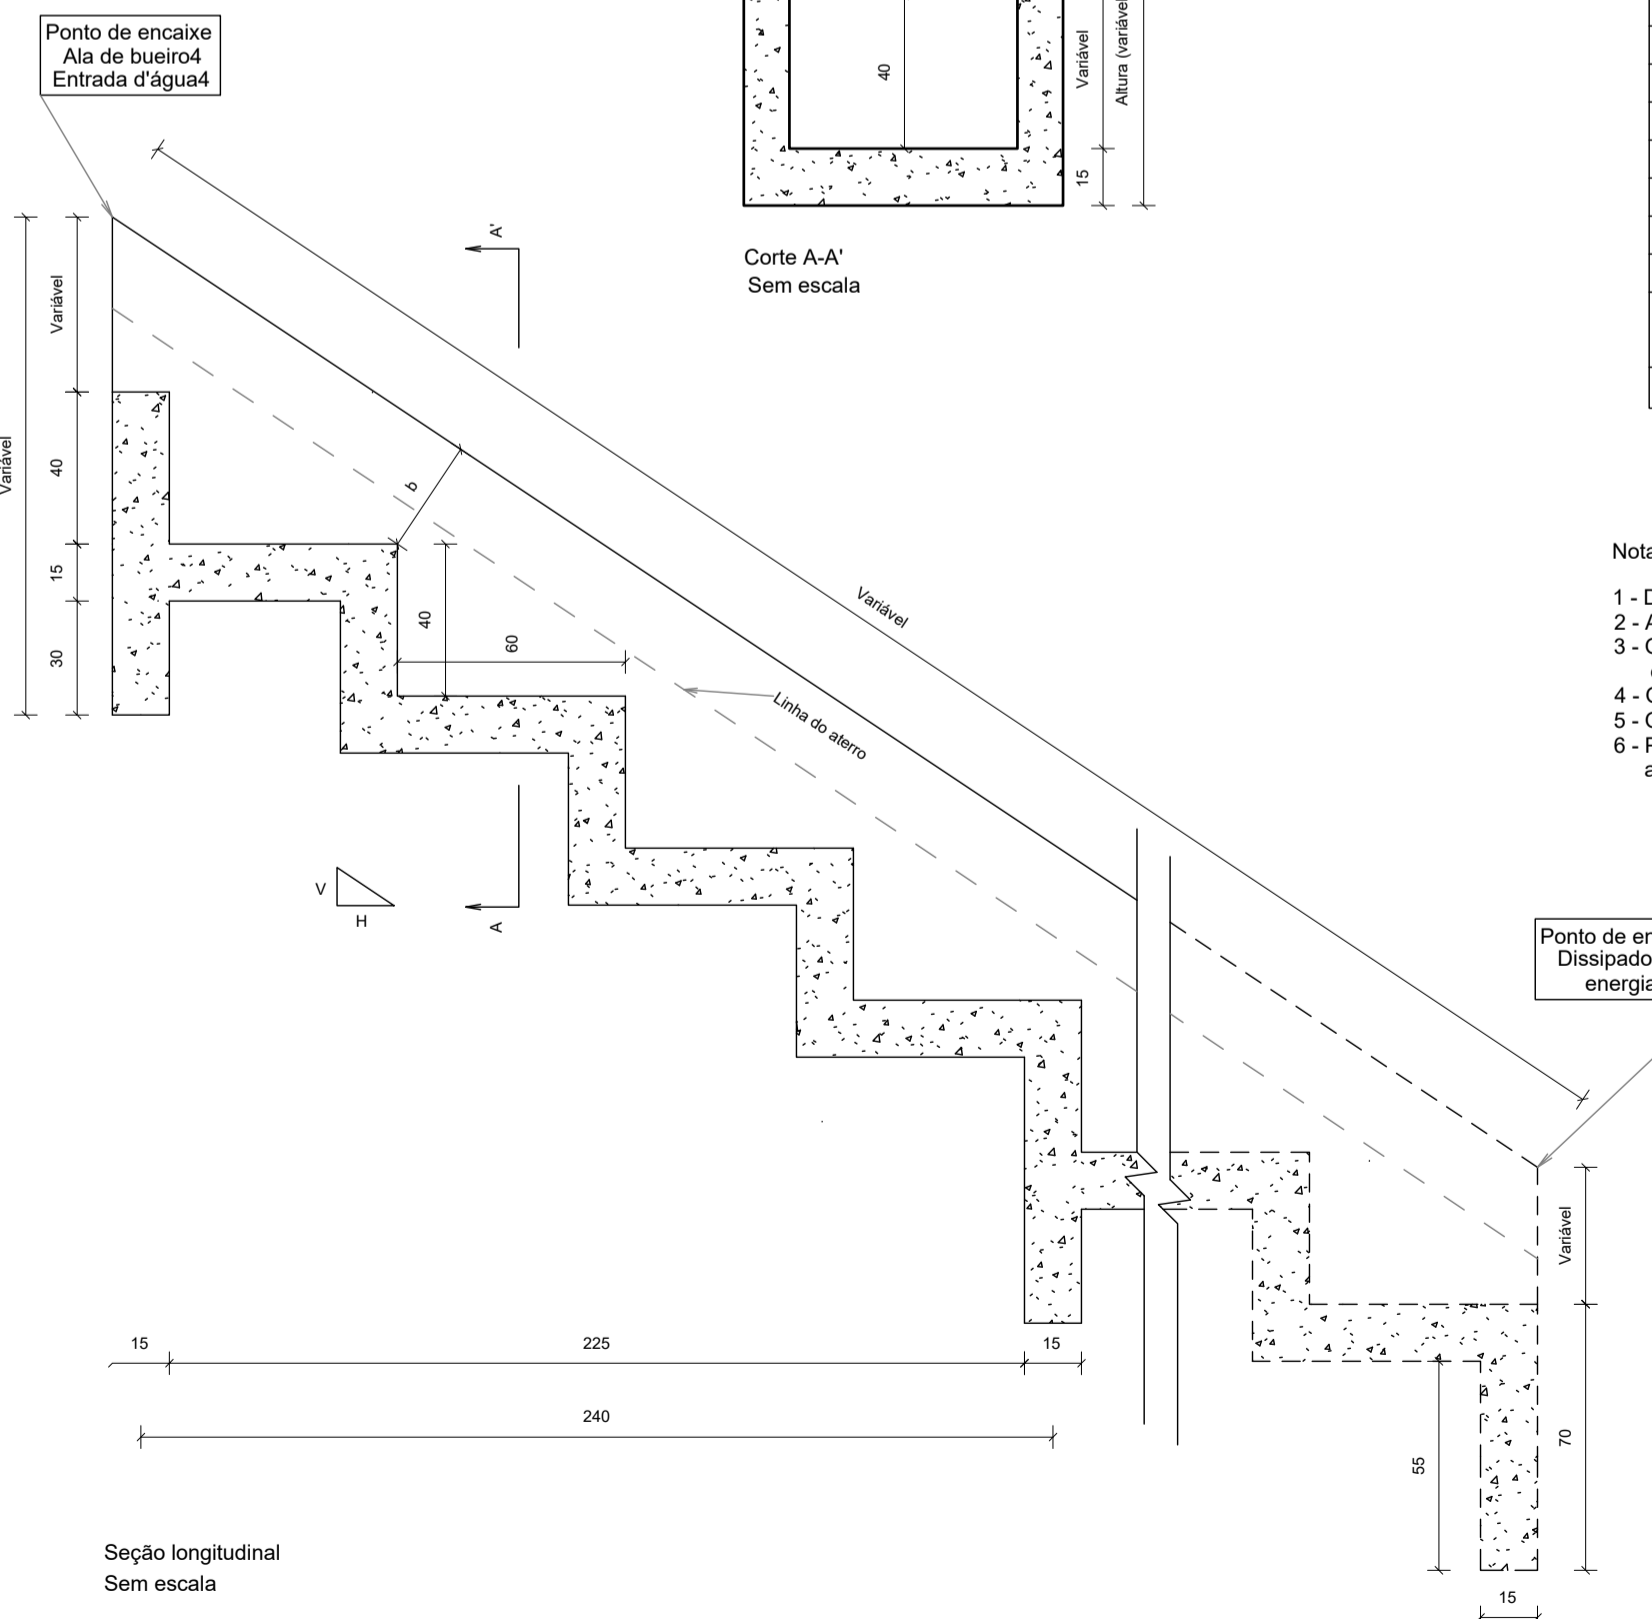 Ponto de encaixe
Ala de bueiro4
Entrada d'água4
40
Variável
15
Altura (variável
Corte A-A'
Sem escala
A'
Variável
Variável
40
15
30
b
40
60
Variável
Linha do aterro
V
H
A
Nota
1 -
2 - A
3 -
4 -
5 -
6 -
a
Ponto de en
Dissipado
energia
Variável
70
55
15
15
225
15
240
Seção longitudinal
Sem escala